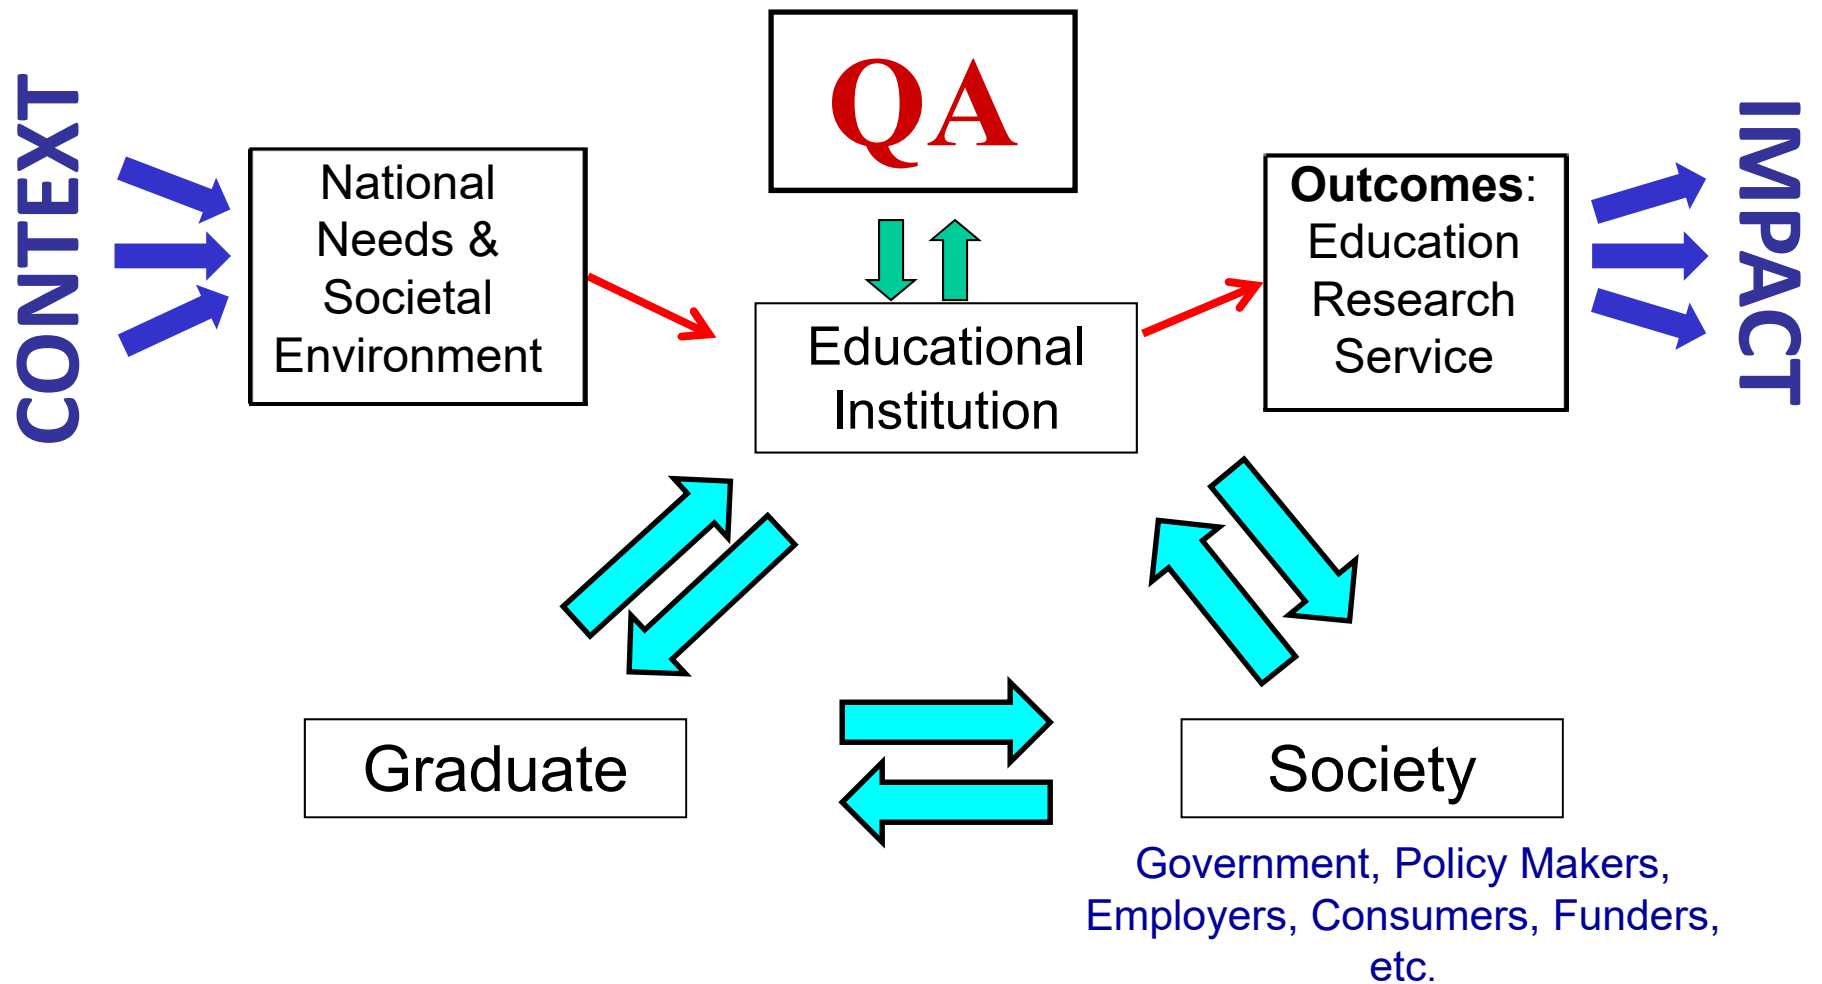 CONTEXT
National
Needs &
Societal
Environment
QA
Educational
Institution
Outcomes:
Education
Research
Service
IMPACT
Graduate
Society
Government, Policy Makers,
Employers, Consumers, Funders,
etc.